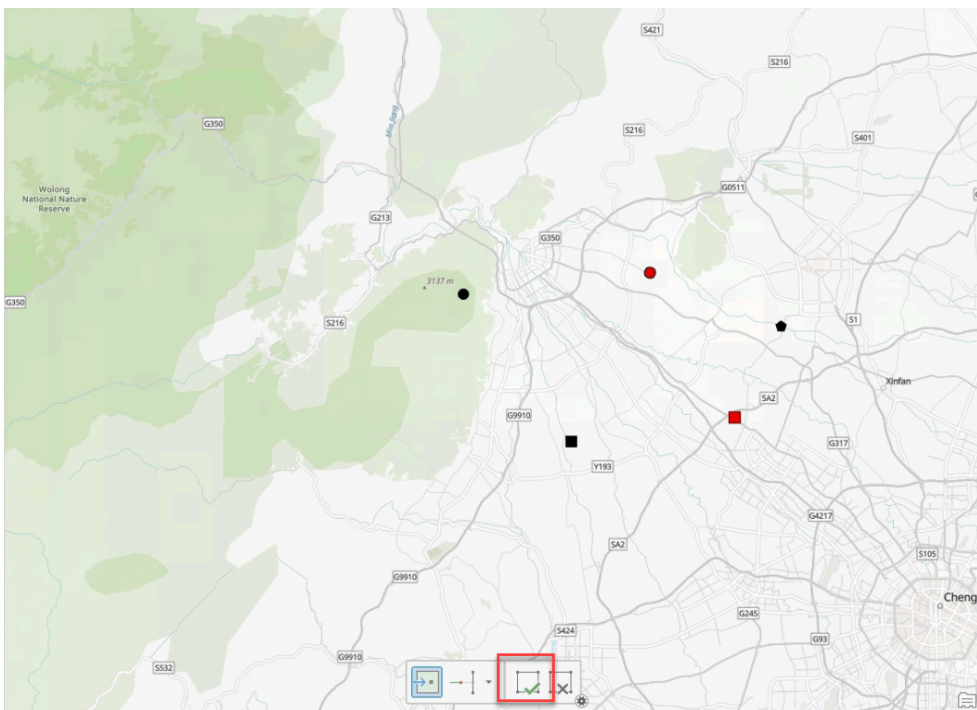 S421
S216
G350
Min Jiang
S216
S401
Wolong
National Nature
Reserve
G0511
G213
G350
3137 m
G350
S216
S1
Xinfan
SA2
G9910
G317
Y193
G4217
SA2
S105
G9910
Cheng
G245
S424
G93
G9910
S532